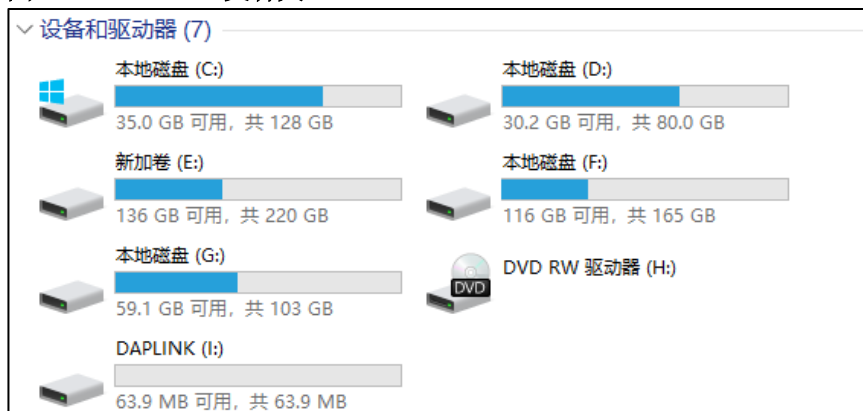 设备和驱动器 (7)
本地磁盘 (C:)
35.0 GB 可用，共 128 GB
本地磁盘 (D:)
30.2 GB 可用，共 80.0 GB
新加卷 (E:)
136 GB 可用，共 220 GB
本地磁盘 (F:)
116 GB 可用，共 165 GB
本地磁盘 (G:)
59.1 GB 可用，共 103 GB
DVD
DVD RW 驱动器 (H:)
DAPLINK (I:)
63.9 MB 可用，共 63.9 MB